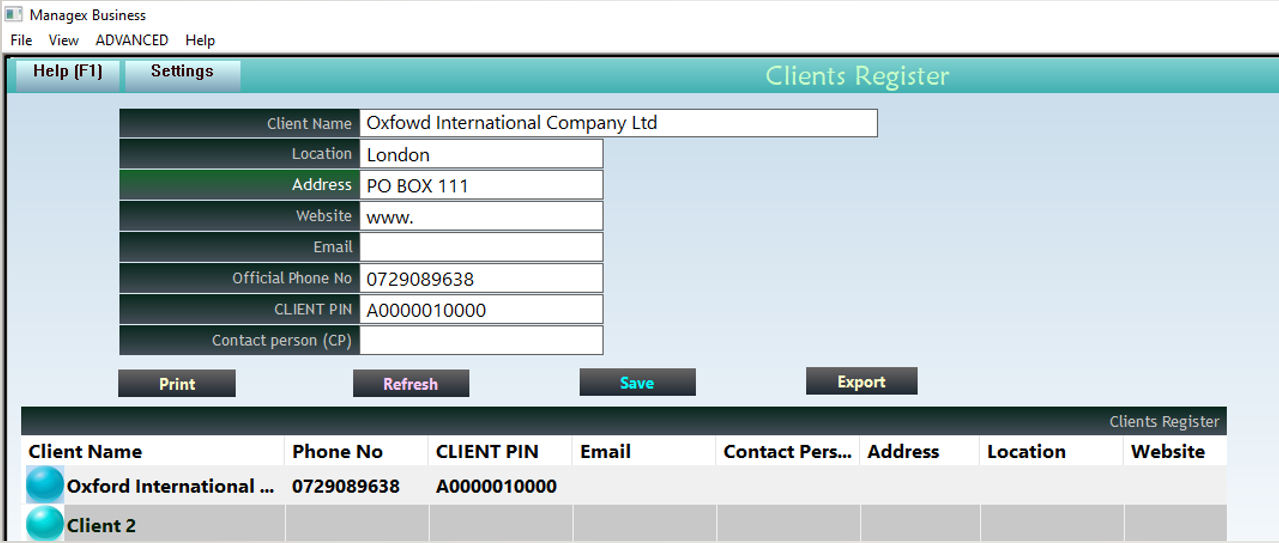 Managex Business
File View ADVANCED Help
Help (F1) Settings Clients Register
Client Name Oxfowd International Company Ltd
Location London
Address PO BOX 111
Website www.
Email
Official Phone No 0729089638
CLIENT PIN A0000010000
Contact person (CP)
Print Refresh Save Export
Clients Register
Client Name Phone No CLIENT PIN Email Contact Pers... Address Location Website
Oxford International ... 0729089638 A0000010000
Client 2